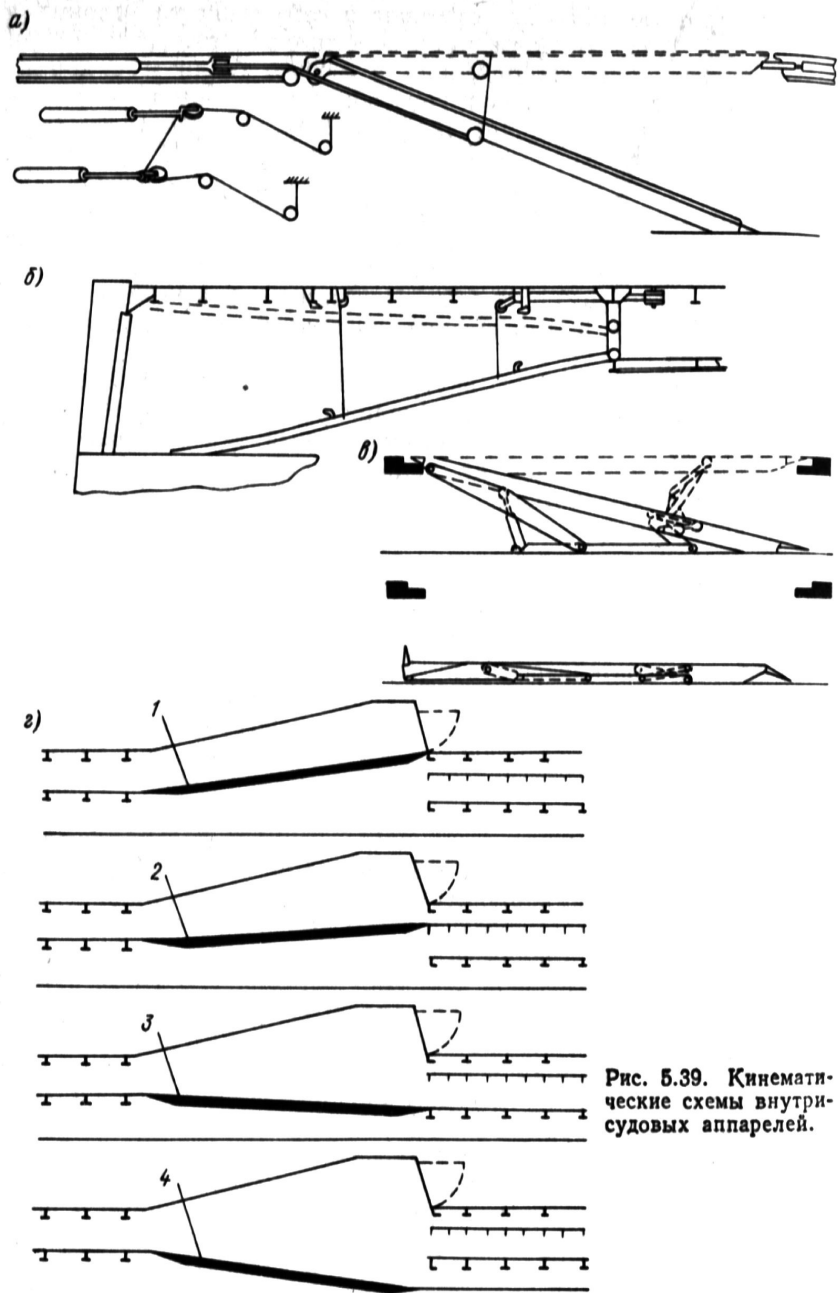 а)
б)
в)
г)
1
2
3
4
Рис. 5.39. Кинемати-
ческие схемы внутри-
судовых аппарелей.